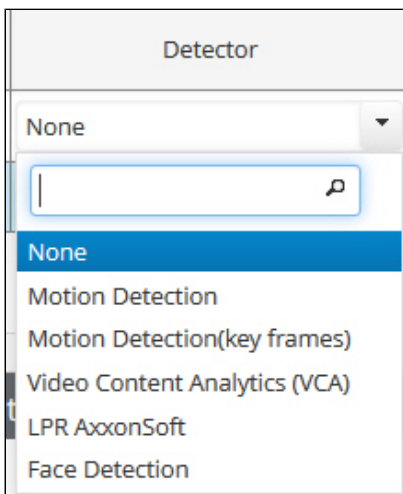 Detector
None
None
Motion Detection
Motion Detection(key frames)
Video Content Analytics (VCA)
LPR AxxonSoft
Face Detection